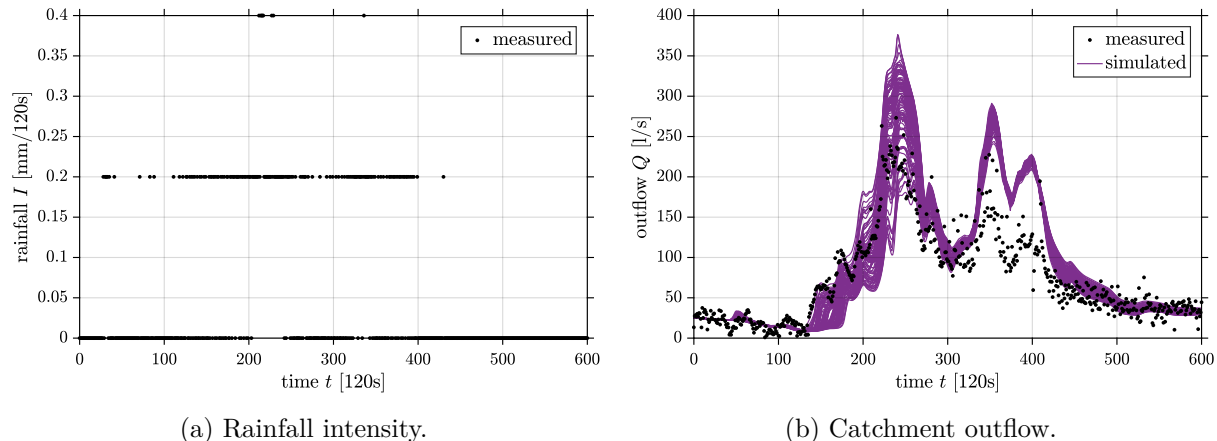 measured
0.4
0.35
0.3
0.25
0.2
0.15
0.1
0.05
0
rainfall I [mm/120s]
0 100 200 300 400 500 600
time t [120s]
(a) Rainfall intensity.
measured
simulated
400
350
300
250
200
150
100
50
0
outflow Q [l/s]
0 100 200 300 400 500 600
time t [120s]
(b) Catchment outflow.